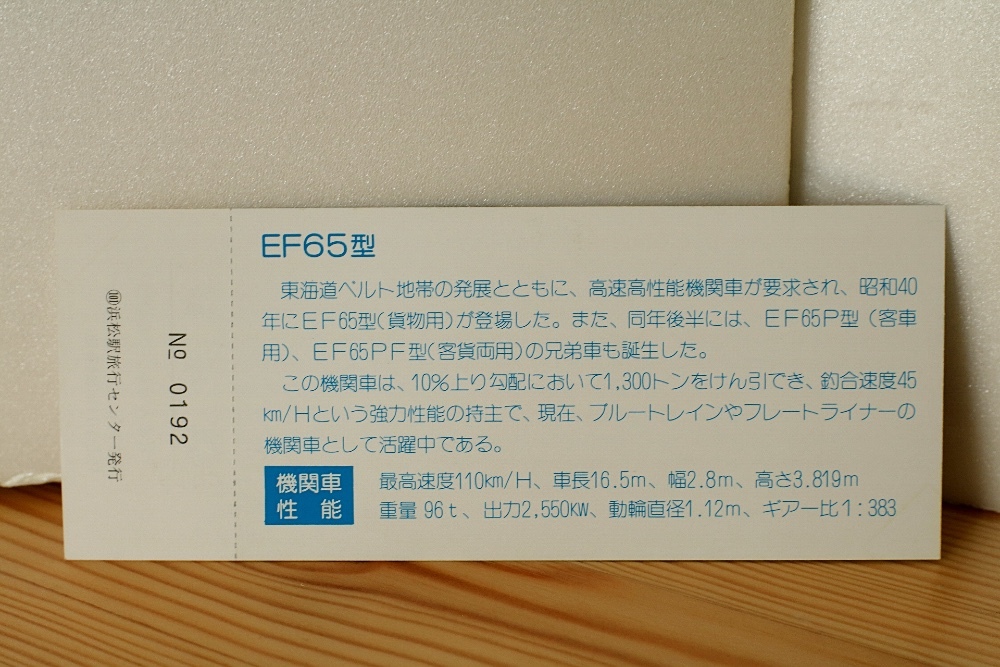 EF65型
東海道ベルト地帯の発展とともに、高速高性能機関車が要求され、昭和40
年にEF65型(貨物用)が登場した。また、同年後半には、EF65P型(客車
用)、EF65PF型(客貨両用)の兄弟車も誕生した。
この機関車は、10%上り勾配において1,300トンをけん引でき、釣合速度45
km/Hという強力性能の持主で、現在、ブルートレインやフレートライナーの
機関車として活躍中である。
機関車
性 能
最高速度110km/H、車長16.5m、幅2.8m、高さ3.819m
重量 96t、出力2,550KW、動輪直径1.12m、ギアー比1:383
No 0192
浜松駅旅行センター発行